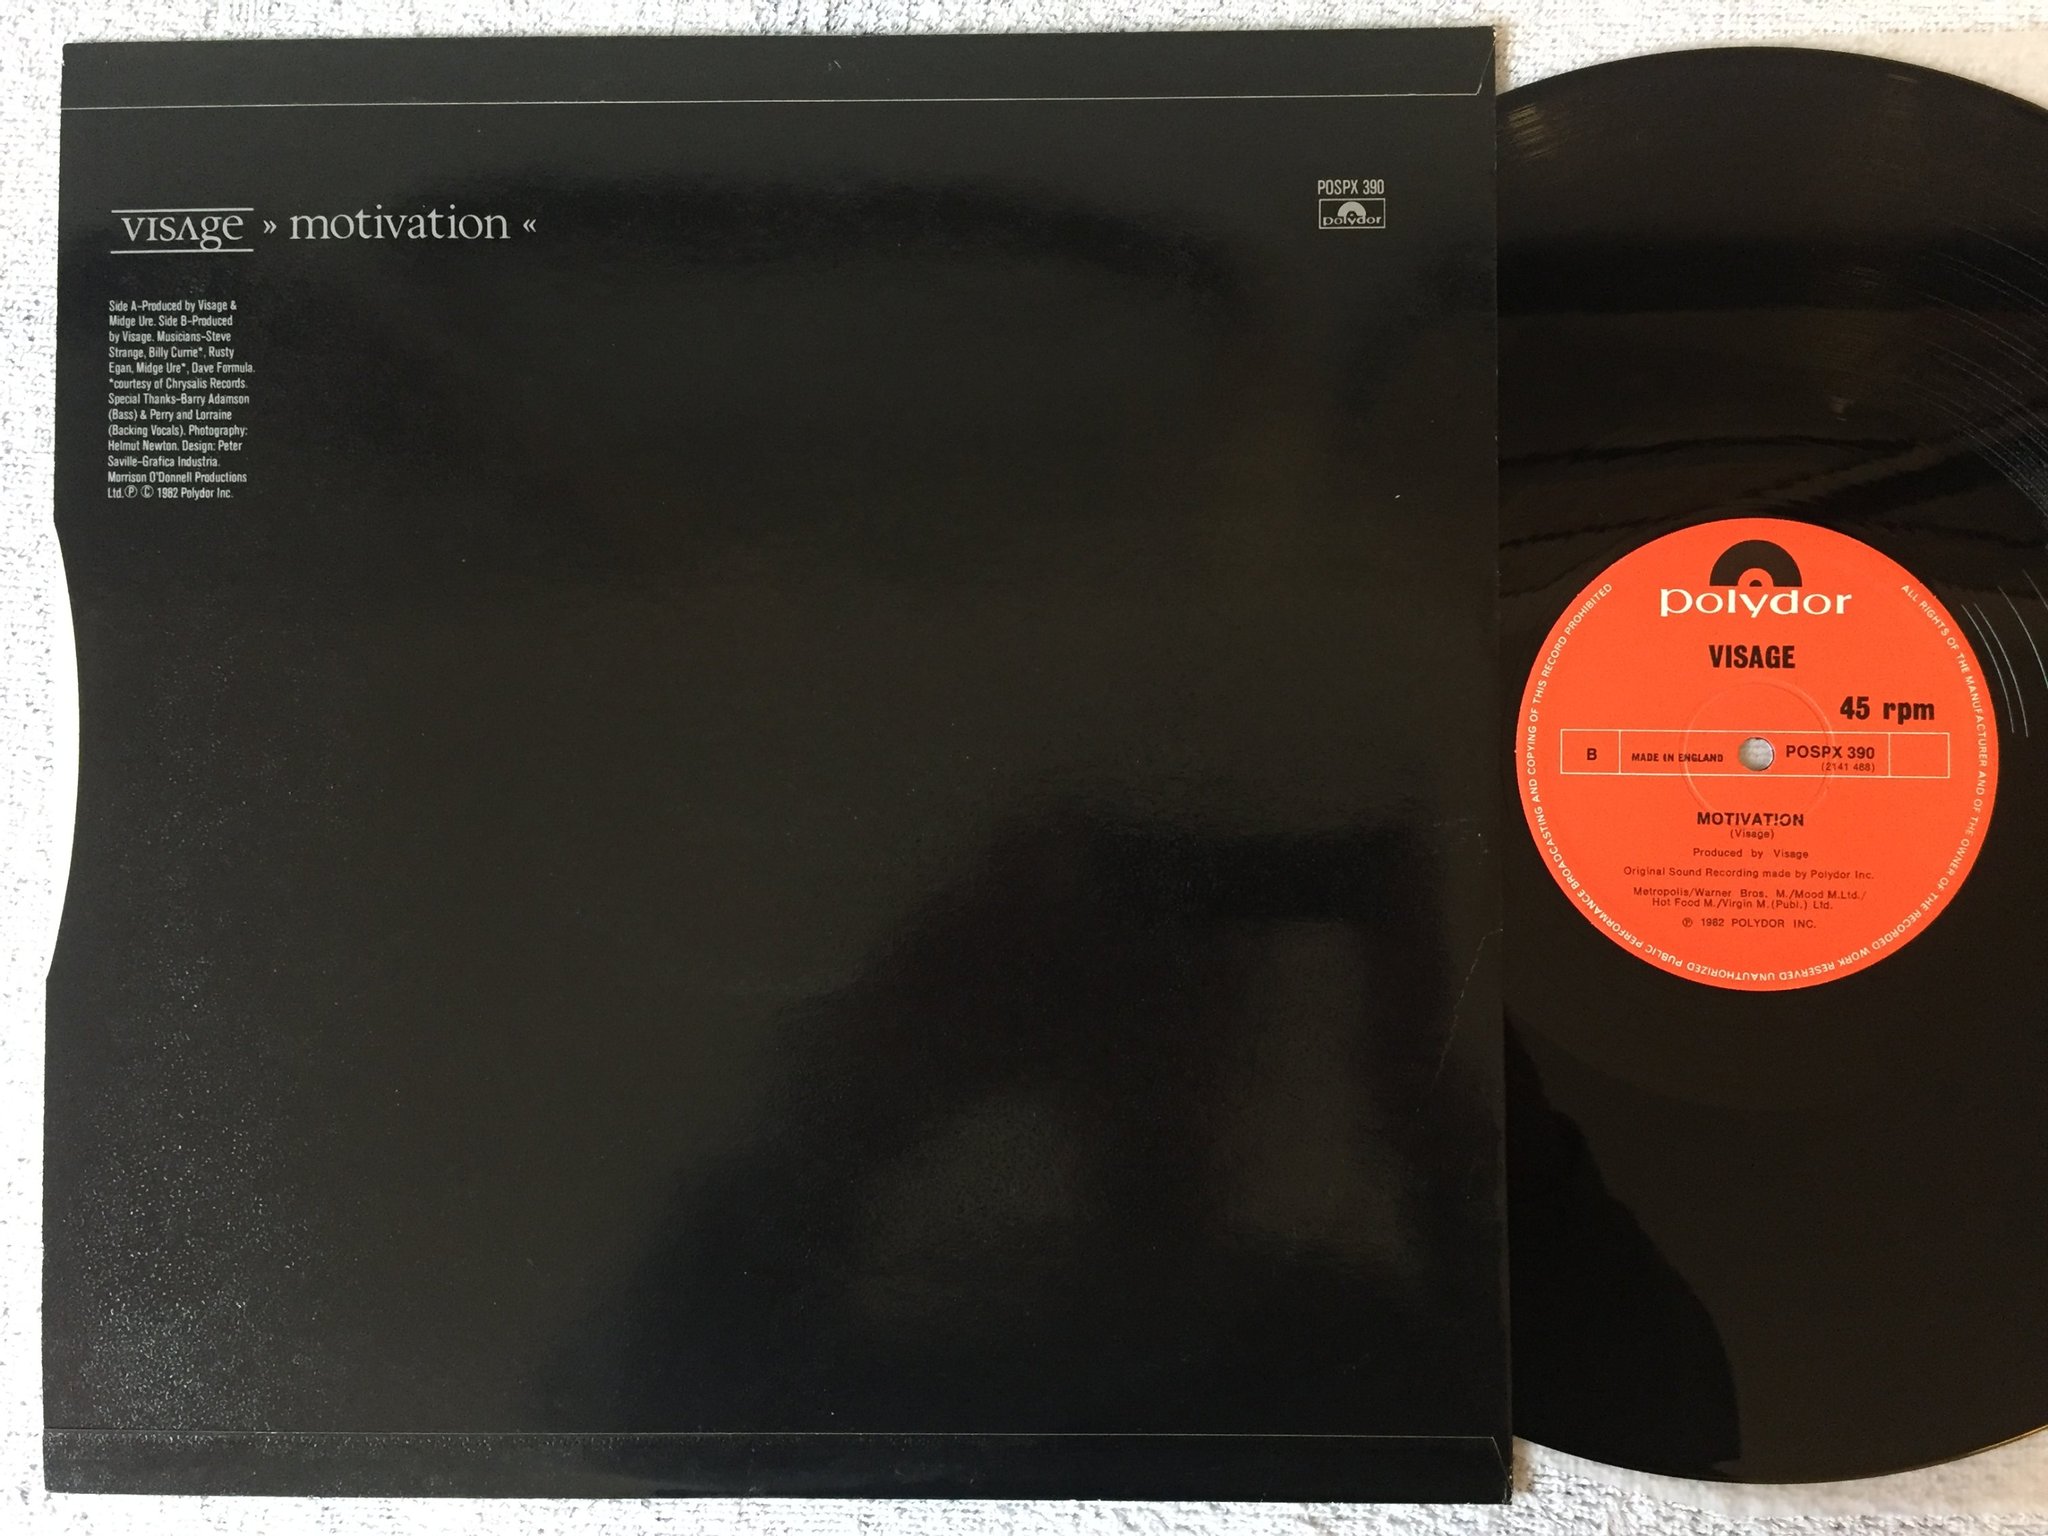 VISAGE » motivation «
POSPX 390
polydor
Side A-Produced by Visage &
Midge Ure. Side B-Produced
by Visage. Musicians-Steve
Strange, Billy Currie*, Rusty
Egan, Midge Ure*, Dave Formula.
*courtesy of Chrysalis Records.
Special Thanks-Barry Adamson
(Bass) & Perry and Lorraine
(Backing Vocals). Photography:
Helmut Newton. Design: Peter
Saville-Grafica Industria.
Morrison O'Donnell Productions
Ltd. Ⓟ © 1982 Polydor Inc.
polydor
VISAGE
45 rpm
B MADE IN ENGLAND POSPX 390
(2141 488)
MOTIVATION
(Visage)
Produced by Visage
Original Sound Recording made by Polydor Inc.
Metropolis/Warner Bros. M./Mood M.Ltd./
Hot Food M./Virgin M.(Publ.) Ltd.
Ⓟ 1982 POLYDOR INC.
ALL RIGHTS OF THE MANUFACTURER AND OF THE OWNER OF THE RECORDED WORK RESERVED UNAUTHORIZED PUBLIC PERFORMANCE BROADCASTING AND COPYING OF THIS RECORD PROHIBITED